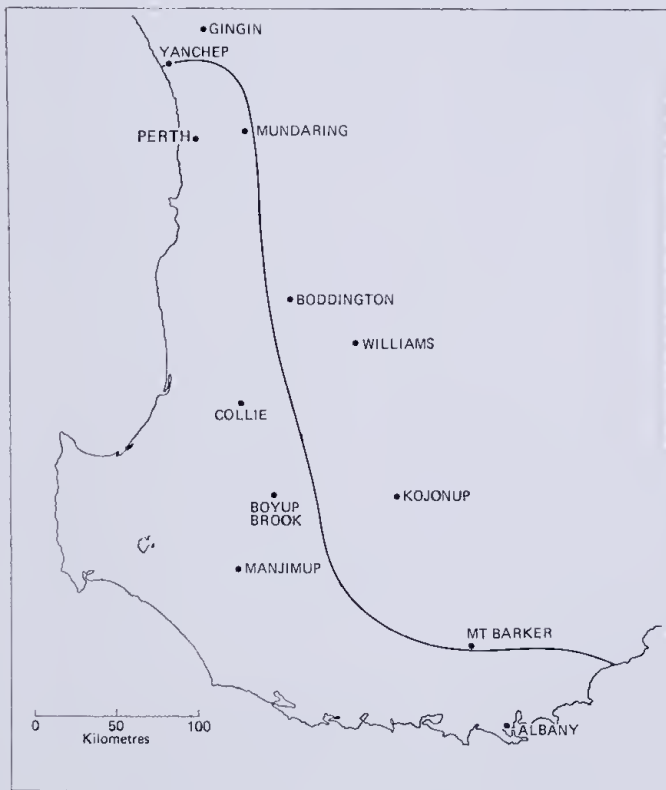 GINGIN
YANCHEP
PERTH
MUNDARING
BODDINGTON
WILLIAMS
COLLIE
BOYUP
BROOK
KOJONUP
MANJIMUP
MT BARKER
0 50 100
Kilometres
ALBANY